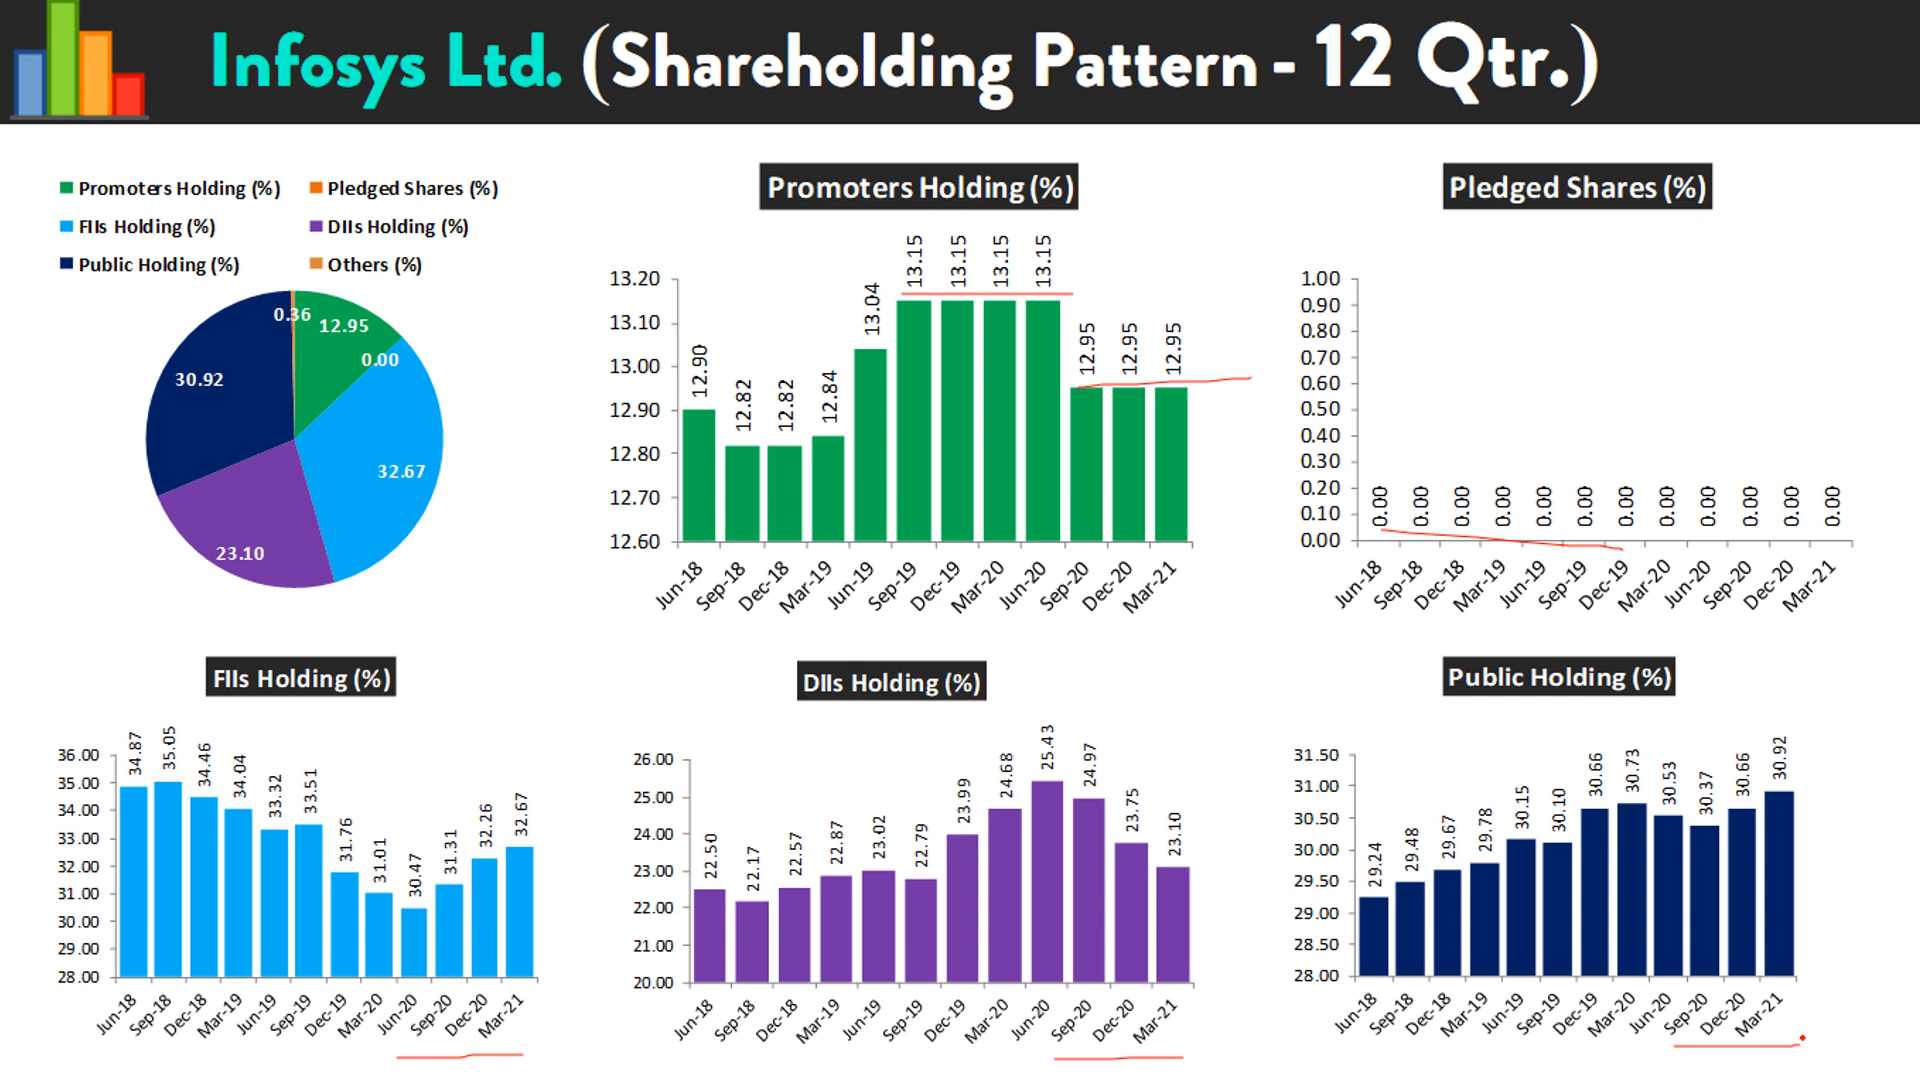 Infosys Ltd. (Shareholding Pattern - 12 Qtr.)
Promoters Holding (%) Pledged Shares (%)
FIIs Holding (%) DIIs Holding (%)
Public Holding (%) Others (%)
0.36
12.95
0.00
30.92
32.67
23.10
Promoters Holding (%)
13.20
13.10
13.00
12.90
12.80
12.70
12.60
12.90 12.82 12.82 12.84 13.04 13.15 13.15 13.15 13.15 12.95 12.95 12.95
Jun-18 Sep-18 Dec-18 Mar-19 Jun-19 Sep-19 Dec-19 Mar-20 Jun-20 Sep-20 Dec-20 Mar-21
Pledged Shares (%)
1.00
0.90
0.80
0.70
0.60
0.50
0.40
0.30
0.20
0.10
0.00
0.00 0.00 0.00 0.00 0.00 0.00 0.00 0.00 0.00 0.00 0.00 0.00
Jun-18 Sep-18 Dec-18 Mar-19 Jun-19 Sep-19 Dec-19 Mar-20 Jun-20 Sep-20 Dec-20 Mar-21
FIIs Holding (%)
36.00
35.00
34.00
33.00
32.00
31.00
30.00
29.00
28.00
34.87 35.05 34.46 34.04 33.32 33.51 31.76 31.01 30.47 31.31 32.26 32.67
Jun-18 Sep-18 Dec-18 Mar-19 Jun-19 Sep-19 Dec-19 Mar-20 Jun-20 Sep-20 Dec-20 Mar-21
DIIs Holding (%)
26.00
25.00
24.00
23.00
22.00
21.00
20.00
22.50 22.17 22.57 22.87 23.02 22.79 23.99 24.68 25.43 24.97 23.75 23.10
Jun-18 Sep-18 Dec-18 Mar-19 Jun-19 Sep-19 Dec-19 Mar-20 Jun-20 Sep-20 Dec-20 Mar-21
Public Holding (%)
31.50
31.00
30.50
30.00
29.50
29.00
28.50
28.00
29.24 29.48 29.67 29.78 30.15 30.10 30.66 30.73 30.53 30.37 30.66 30.92
Jun-18 Sep-18 Dec-18 Mar-19 Jun-19 Sep-19 Dec-19 Mar-20 Jun-20 Sep-20 Dec-20 Mar-21